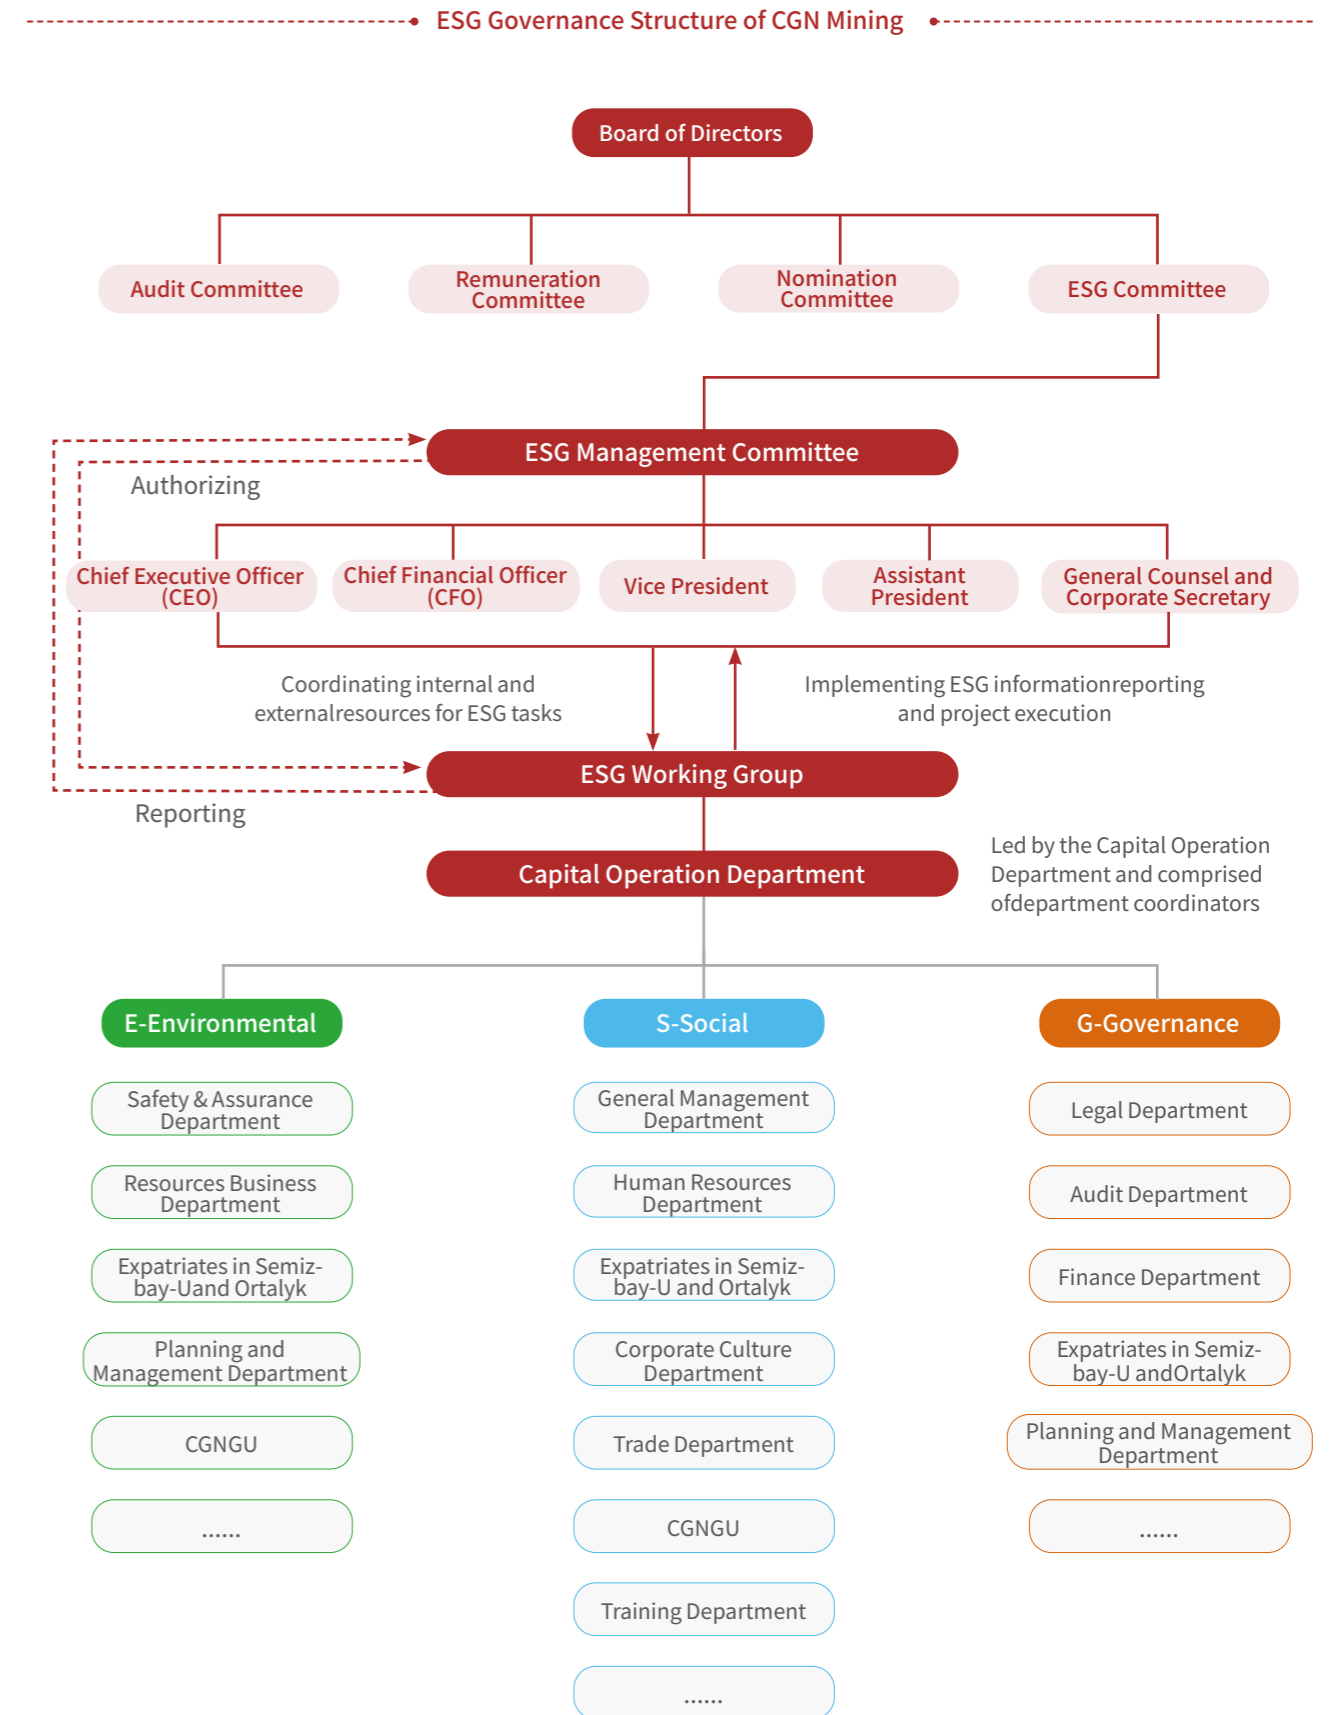 ESG Governance Structure of CGN Mining
Board of Directors
Audit Committee
Remuneration
Committee
Nomination
Committee
ESG Committee
ESG Management Committee
Authorizing
Chief Executive Officer
(CEO)
Chief Financial Officer
(CFO)
Vice President
Assistant
President
General Counsel and
Corporate Secretary
Coordinating internal and
externalresources for ESG tasks
Implementing ESG informationreporting
and project execution
ESG Working Group
Reporting
Capital Operation Department
Led by the Capital Operation
Department and comprised
ofdepartment coordinators
E-Environmental
Safety & Assurance
Department
Resources Business
Department
Expatriates in Semiz-
bay-Uand Ortalyk
Planning and
Management Department
CGNGU
......
S-Social
General Management
Department
Human Resources
Department
Expatriates in Semiz-
bay-U and Ortalyk
Corporate Culture
Department
Trade Department
CGNGU
Training Department
......
G-Governance
Legal Department
Audit Department
Finance Department
Expatriates in Semiz-
bay-U andOrtalyk
Planning and Management
Department
......